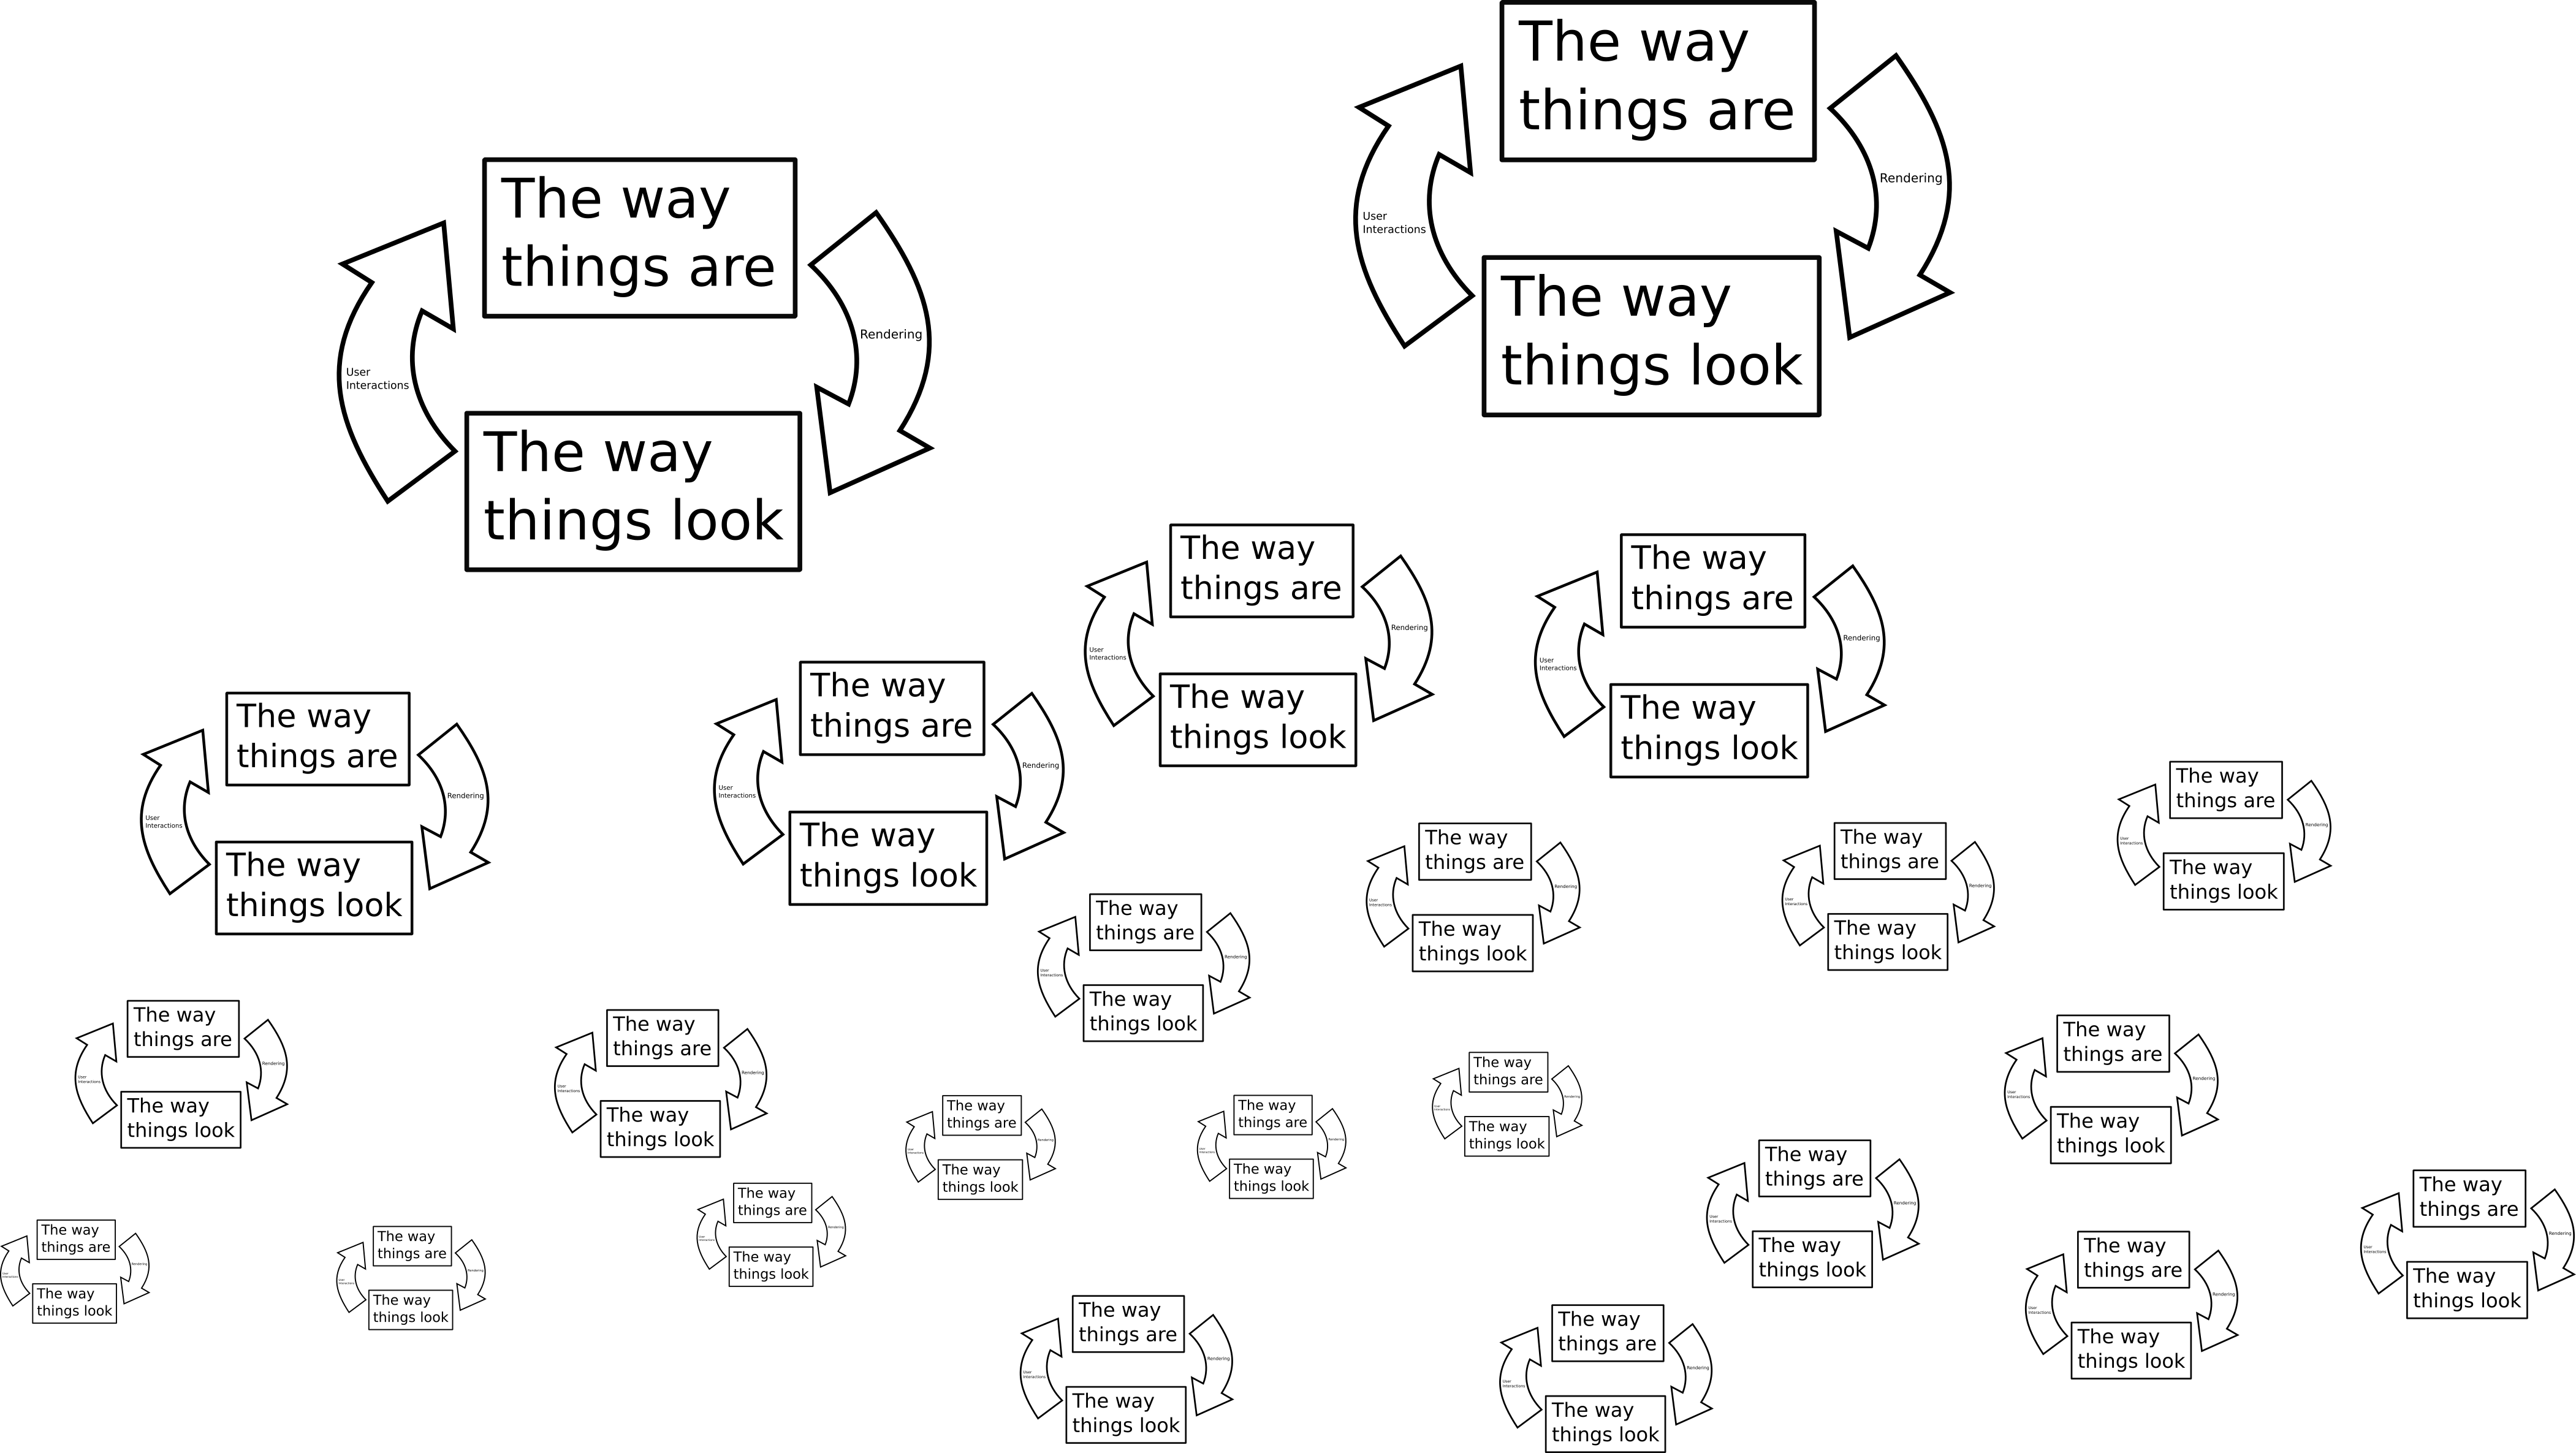 The way
things are
Rendering
User
Interactions
The way
things look
The way
things are
Rendering
User
Interactions
The way
things look
The way
things are
Rendering
User
Interactions
The way
things look
The way
things are
Rendering
User
Interactions
The way
things look
The way
things are
Rendering
User
Interactions
The way
things look
The way
things are
Rendering
User
Interactions
The way
things look
The way
things are
Rendering
User
Interactions
The way
things look
The way
things are
Rendering
User
Interactions
The way
things look
The way
things are
Rendering
User
Interactions
The way
things look
The way
things are
Rendering
User
Interactions
The way
things look
The way
things are
Rendering
User
Interactions
The way
things look
The way
things are
Rendering
User
Interactions
The way
things look
The way
things are
Rendering
User
Interactions
The way
things look
The way
things are
Rendering
User
Interactions
The way
things look
The way
things are
Rendering
User
Interactions
The way
things look
The way
things are
Rendering
User
Interactions
The way
things look
The way
things are
Rendering
User
Interactions
The way
things look
The way
things are
Rendering
User
Interactions
The way
things look
The way
things are
Rendering
User
Interactions
The way
things look
The way
things are
Rendering
User
Interactions
The way
things look
The way
things are
Rendering
User
Interactions
The way
things look
The way
things are
Rendering
User
Interactions
The way
things look
The way
things are
Rendering
User
Interactions
The way
things look
The way
things are
Rendering
User
Interactions
The way
things look